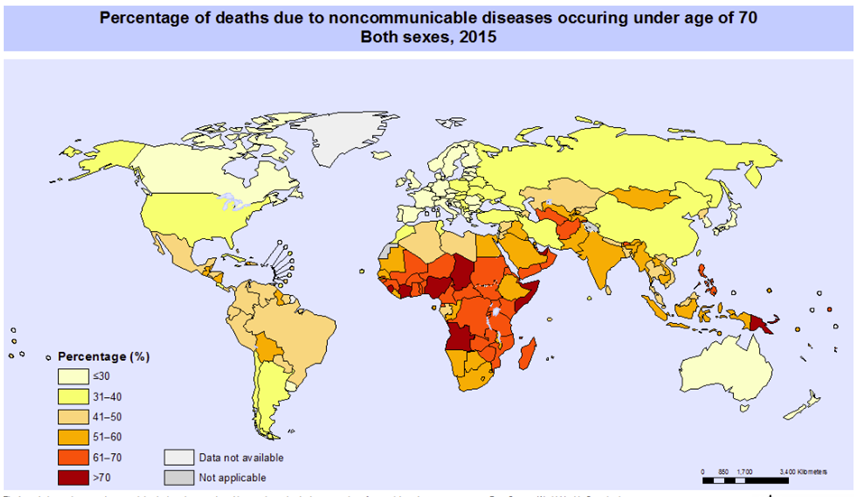 Percentage of deaths due to noncommunicable diseases occuring under age of 70
Both sexes, 2015
Percentage (%)
≤30
31–40
41–50
51–60
61–70
>70
Data not available
Not applicable
0 850 1,700 3,400 Kilometers